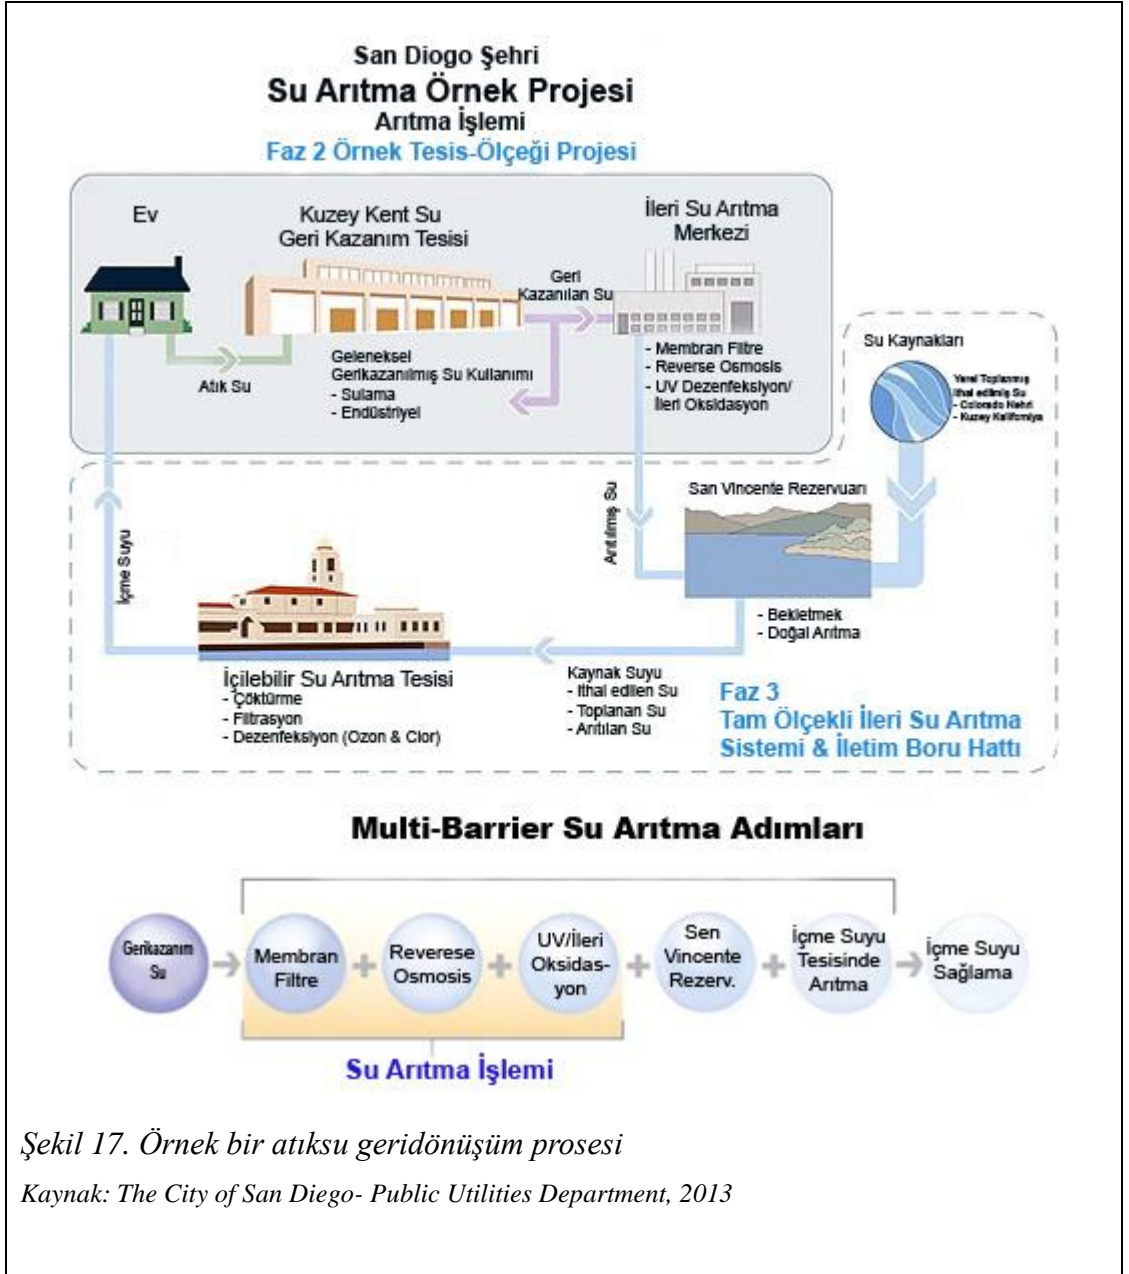 San Diogo Şehri
Su Arıtma Örnek Projesi
Arıtma İşlemi
Faz 2 Örnek Tesis-Ölçeği Projesi
Ev
Kuzey Kent Su
Geri Kazanım Tesisi
İleri Su Arıtma
Merkezi
Geri
Kazanılan Su
Atık Su
Geleneksel
Gerikazanılmış Su Kullanımı
- Sulama
- Endüstriyel
- Membran Filtre
- Reverse Osmosis
- UV Dezenfeksiyon/
İleri Oksidasyon
Su Kaynakları
Yerel Toplanmış
Ithal edilmiş Su
- Colorado Nehri
- Kuzey Kaliforniya
San Vincente Rezervuarı
Arıtılmış Su
- Bekletmek
- Doğal Arıtma
İçme Suyu
İçilebilir Su Arıtma Tesisi
- Çöktürme
- Filtrasyon
- Dezenfeksiyon (Ozon & Clor)
Kaynak Suyu
- Ithal edilen Su
- Toplanan Su
- Arıtılan Su
Faz 3
Tam Ölçekli İleri Su Arıtma
Sistemi & İletim Boru Hattı
Multi-Barrier Su Arıtma Adımları
Gerikazanım
Su
Membran
Filtre
Reverese
Osmosis
UV/İleri
Oksidas-
yon
Sen
Vincente
Rezerv.
İçme Suyu
Tesisinde
Arıtma
İçme Suyu
Sağlama
Su Arıtma İşlemi
Şekil 17. Örnek bir atıksu geridönüşüm prosesi
Kaynak: The City of San Diego- Public Utilities Department, 2013